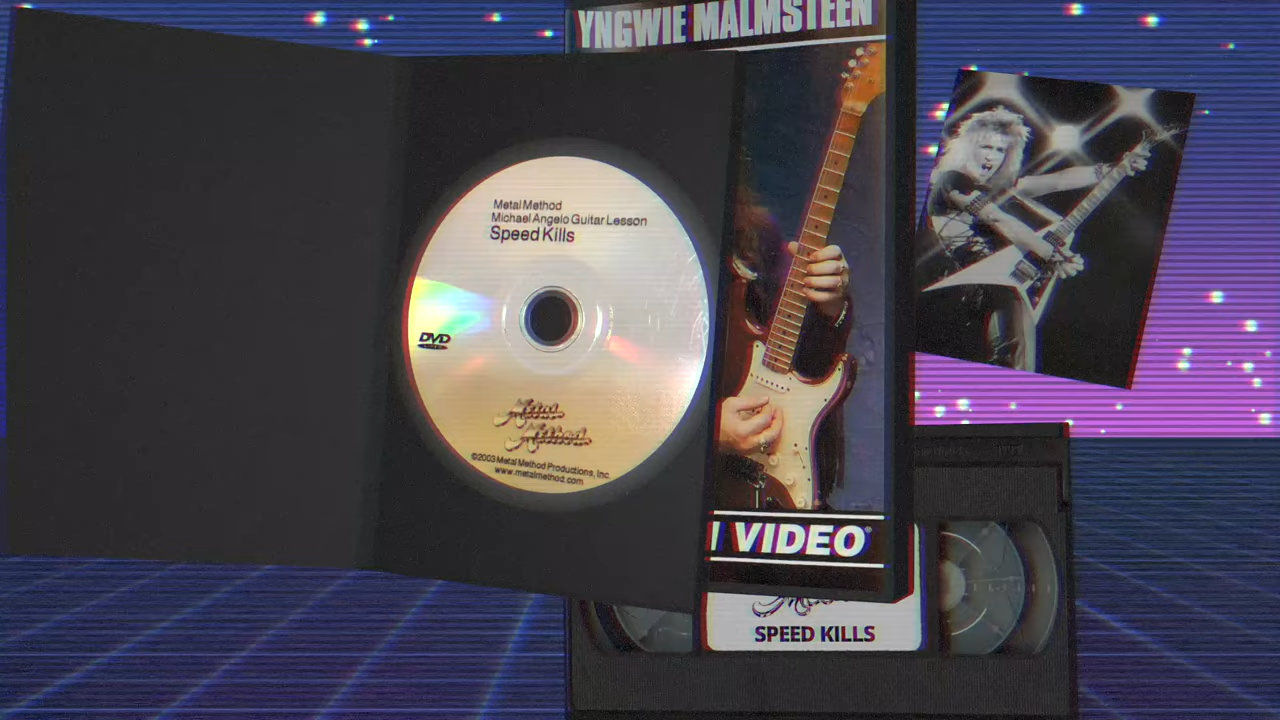 YNGWIE MALMSTEEN
Metal Method
Michael Angelo Guitar Lesson
Speed Kills
DVD
Metal
Method
©2003 Metal Method Productions, Inc.
www.metalmethod.com
VIDEO®
SPEED KILLS